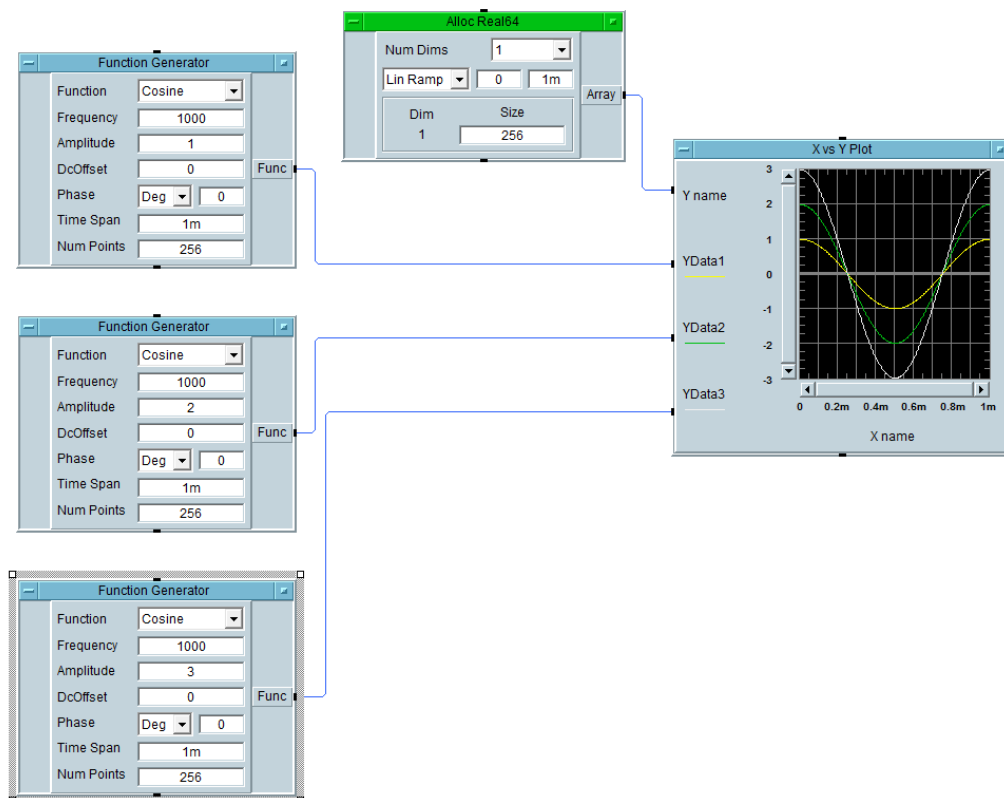 Function Generator
Function Cosine
Frequency 1000
Amplitude 1
DcOffset 0
Phase Deg 0
Time Span 1m
Num Points 256
Func
Alloc Real64
Num Dims 1
Lin Ramp 0 1m
Dim Size
1 256
Array
X vs Y Plot
Y name
YData1
YData2
YData3
3
2
1
0
-1
-2
-3
0 0.2m 0.4m 0.6m 0.8m 1m
X name
Function Generator
Function Cosine
Frequency 1000
Amplitude 2
DcOffset 0
Phase Deg 0
Time Span 1m
Num Points 256
Func
Function Generator
Function Cosine
Frequency 1000
Amplitude 3
DcOffset 0
Phase Deg 0
Time Span 1m
Num Points 256
Func